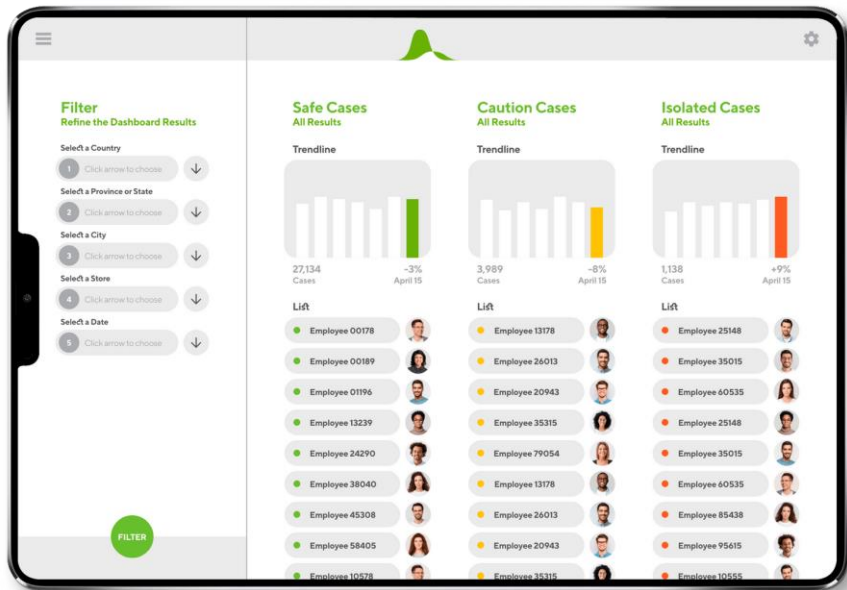 Filter
Refine the Dashboard Results
Select a Country
1 Click arrow to choose
Select a Province or State
2 Click arrow to choose
Select a City
3 Click arrow to choose
Select a Store
4 Click arrow to choose
Select a Date
5 Click arrow to choose
FILTER
Safe Cases
All Results
Trendline
27,134 -3%
Cases April 15
List
Employee 00178
Employee 00189
Employee 01196
Employee 13239
Employee 24290
Employee 38040
Employee 45308
Employee 58405
Employee 10578
Caution Cases
All Results
Trendline
3,989 -8%
Cases April 15
List
Employee 13178
Employee 26013
Employee 20943
Employee 35315
Employee 79054
Employee 13178
Employee 26013
Employee 20943
Employee 35315
Isolated Cases
All Results
Trendline
1,138 +9%
Cases April 15
List
Employee 25148
Employee 35015
Employee 60535
Employee 25148
Employee 35015
Employee 60535
Employee 85438
Employee 95615
Employee 10555